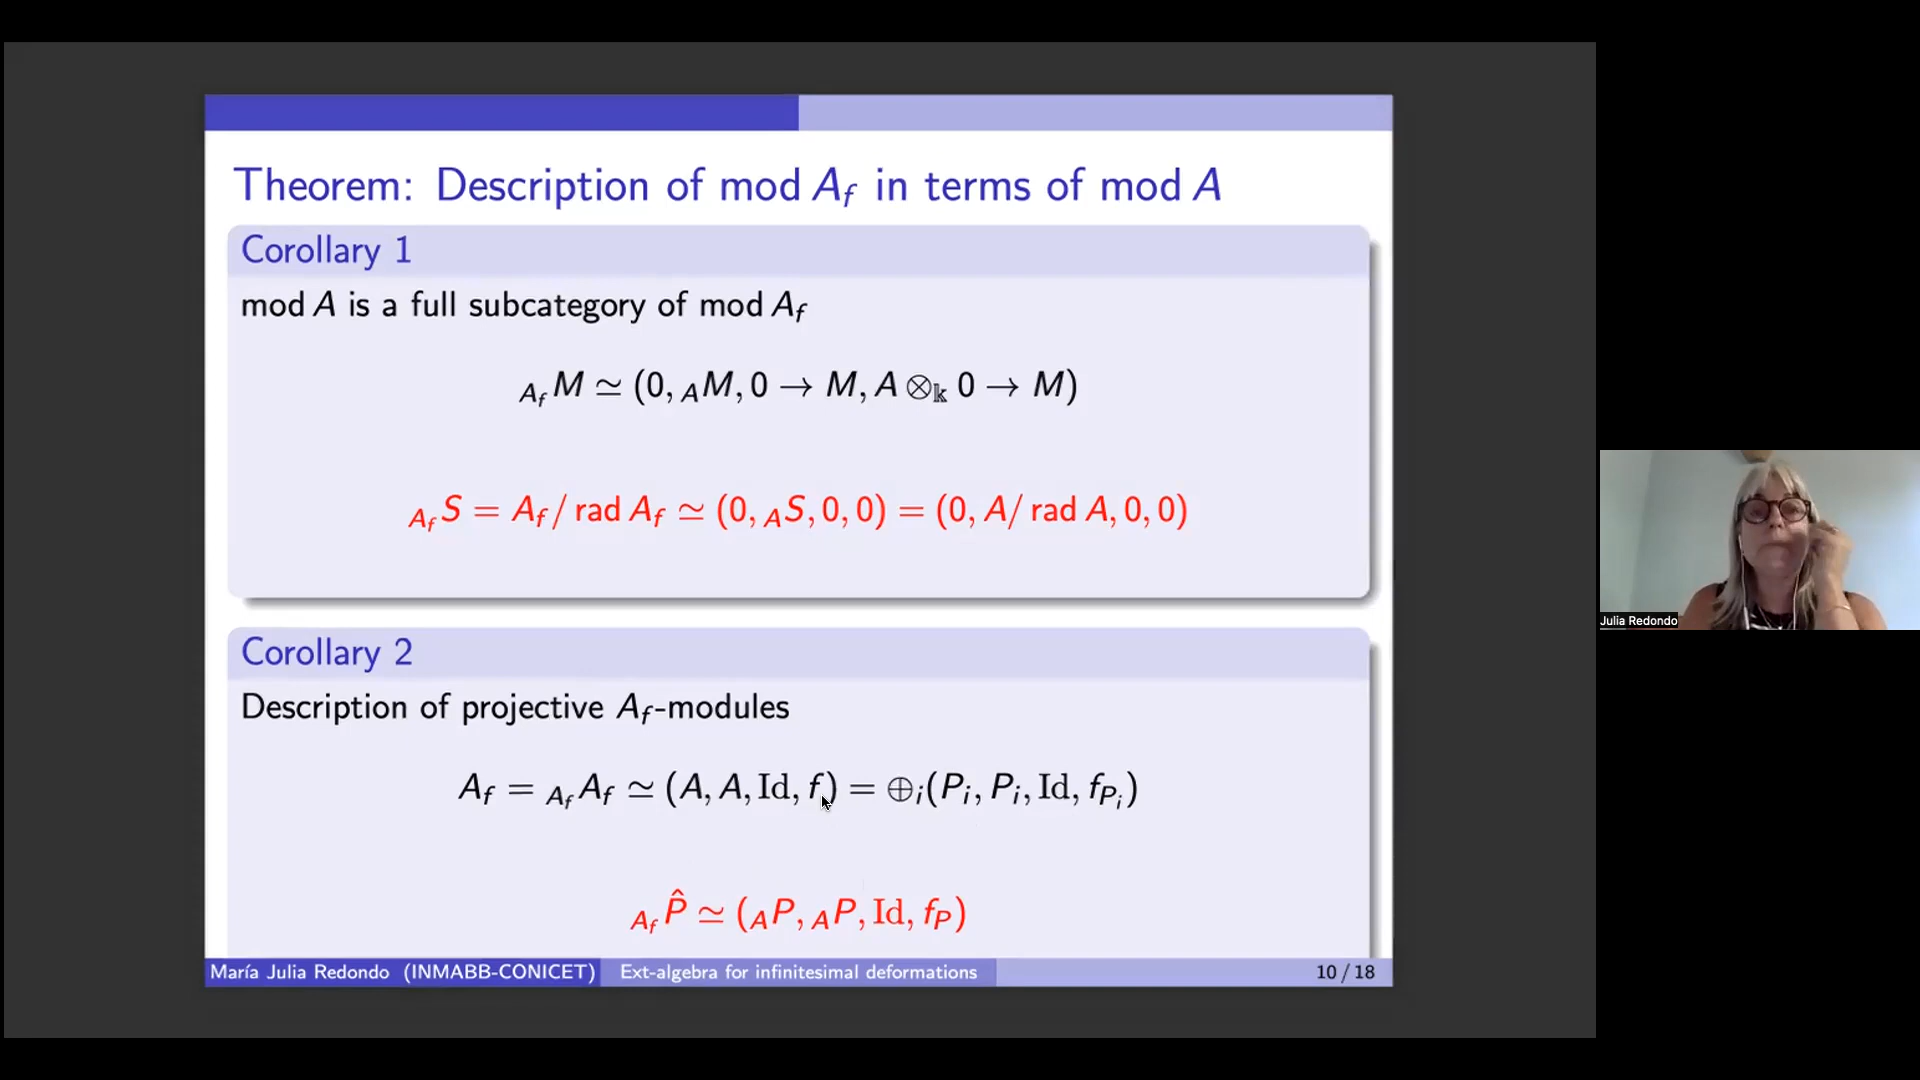 Theorem: Description of mod A_f in terms of mod A
Corollary 1
mod A is a full subcategory of mod A_f
_{A_f}M ≃ (0, _AM, 0 → M, A ⊗_𝕜 0 → M)
_{A_f}S = A_f / rad A_f ≃ (0, _AS, 0, 0) = (0, A/ rad A, 0, 0)
Corollary 2
Description of projective A_f-modules
A_f = _{A_f}A_f ≃ (A, A, Id, f) = ⊕_i(P_i, P_i, Id, f_{P_i})
_{A_f}P̂ ≃ (_AP, _AP, Id, f_P)
María Julia Redondo (INMABB-CONICET) Ext-algebra for infinitesimal deformations 10 / 18
Julia Redondo